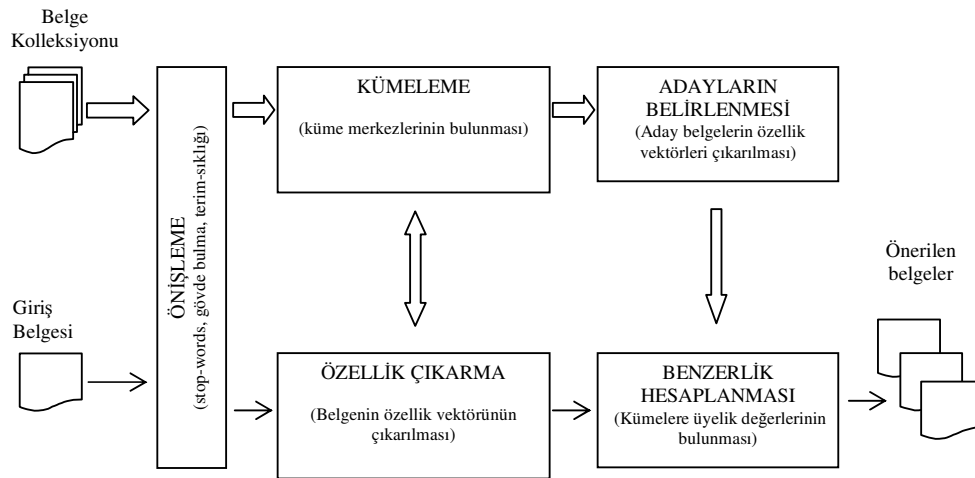 Belge
Kolleksiyonu
ÖNİŞLEME
(stop-words, gövde bulma, terim-sıklığı)
KÜMELEME
(küme merkezlerinin bulunması)
ADAYLARIN
BELİRLENMESİ
(Aday belgelerin özellik
vektörleri çıkarılması)
Giriş
Belgesi
ÖZELLİK ÇIKARMA
(Belgenin özellik vektörünün
çıkarılması)
BENZERLİK
HESAPLANMASI
(Kümelere üyelik değerlerinin
bulunması)
Önerilen
belgeler